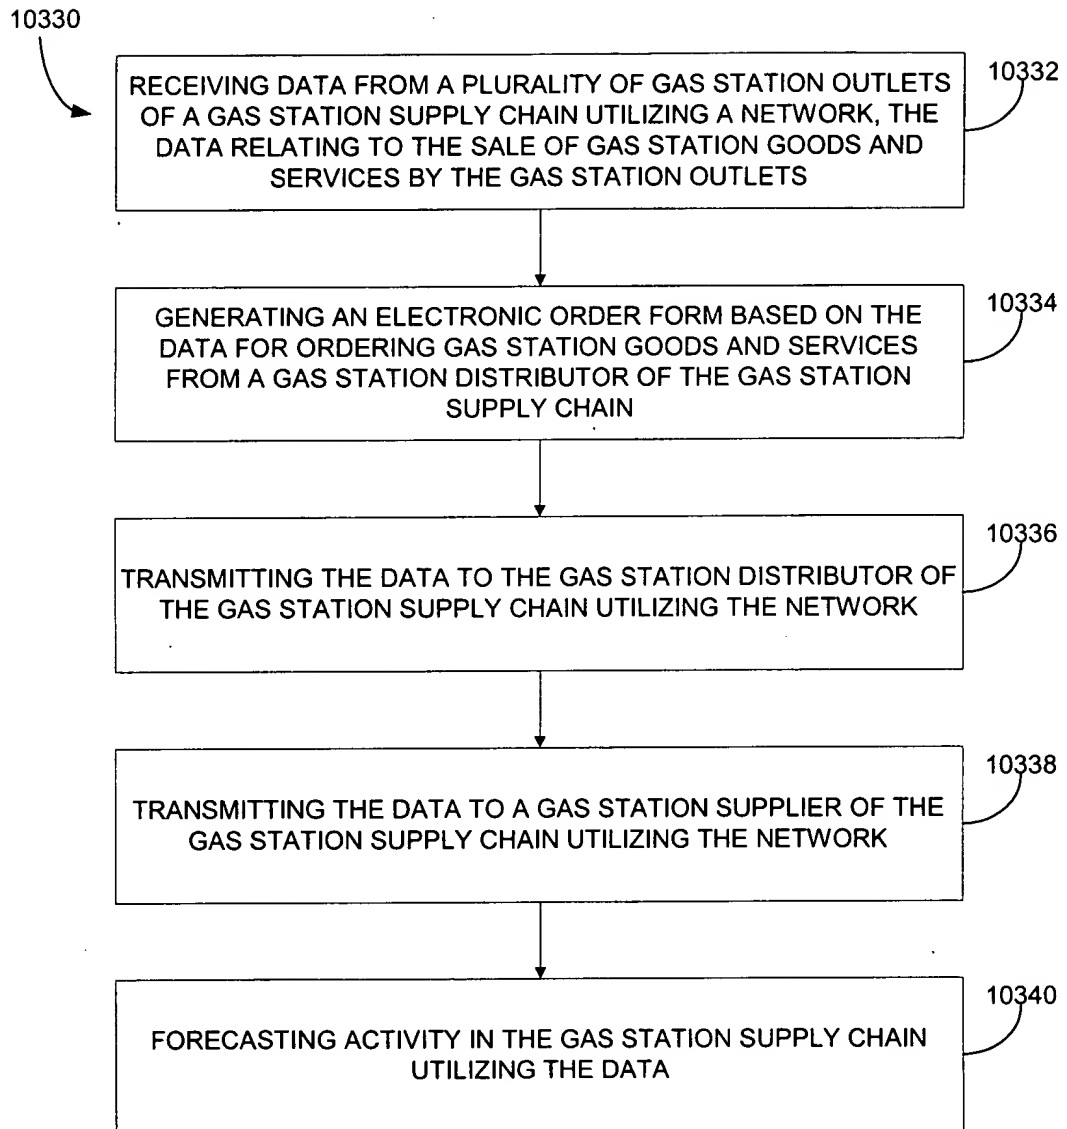 10330
RECEIVING DATA FROM A PLURALITY OF GAS STATION OUTLETS
OF A GAS STATION SUPPLY CHAIN UTILIZING A NETWORK, THE
DATA RELATING TO THE SALE OF GAS STATION GOODS AND
SERVICES BY THE GAS STATION OUTLETS
10332
GENERATING AN ELECTRONIC ORDER FORM BASED ON THE
DATA FOR ORDERING GAS STATION GOODS AND SERVICES
FROM A GAS STATION DISTRIBUTOR OF THE GAS STATION
SUPPLY CHAIN
10334
TRANSMITTING THE DATA TO THE GAS STATION DISTRIBUTOR OF
THE GAS STATION SUPPLY CHAIN UTILIZING THE NETWORK
10336
TRANSMITTING THE DATA TO A GAS STATION SUPPLIER OF THE
GAS STATION SUPPLY CHAIN UTILIZING THE NETWORK
10338
FORECASTING ACTIVITY IN THE GAS STATION SUPPLY CHAIN
UTILIZING THE DATA
10340